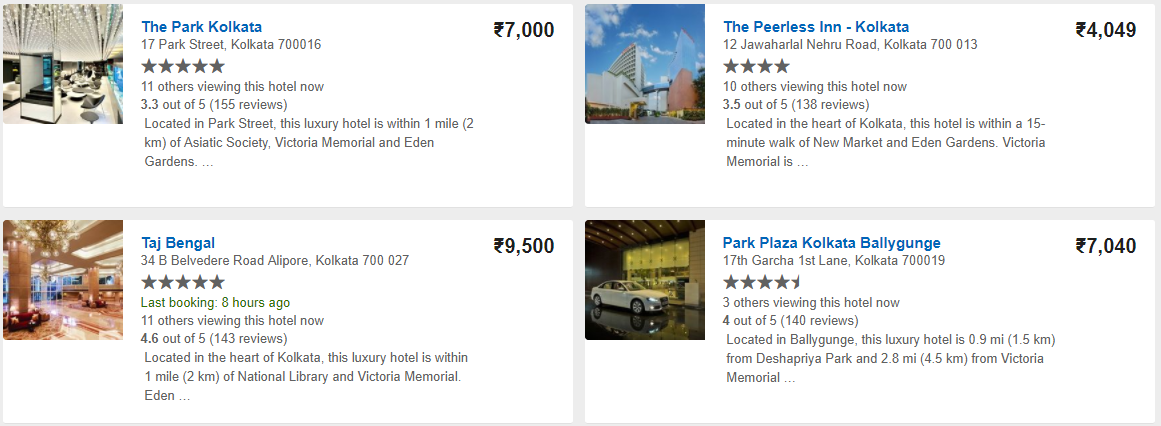 The Park Kolkata
₹7,000
17 Park Street, Kolkata 700016
11 others viewing this hotel now
3.3 out of 5 (155 reviews)
Located in Park Street, this luxury hotel is within 1 mile (2
km) of Asiatic Society, Victoria Memorial and Eden
Gardens. …
The Peerless Inn - Kolkata
₹4,049
12 Jawaharlal Nehru Road, Kolkata 700 013
10 others viewing this hotel now
3.5 out of 5 (138 reviews)
Located in the heart of Kolkata, this hotel is within a 15-
minute walk of New Market and Eden Gardens. Victoria
Memorial is …
Taj Bengal
₹9,500
34 B Belvedere Road Alipore, Kolkata 700 027
Last booking: 8 hours ago
11 others viewing this hotel now
4.6 out of 5 (143 reviews)
Located in the heart of Kolkata, this luxury hotel is within
1 mile (2 km) of National Library and Victoria Memorial.
Eden …
Park Plaza Kolkata Ballygunge
₹7,040
17th Garcha 1st Lane, Kolkata 700019
3 others viewing this hotel now
4 out of 5 (140 reviews)
Located in Ballygunge, this luxury hotel is 0.9 mi (1.5 km)
from Deshapriya Park and 2.8 mi (4.5 km) from Victoria
Memorial …